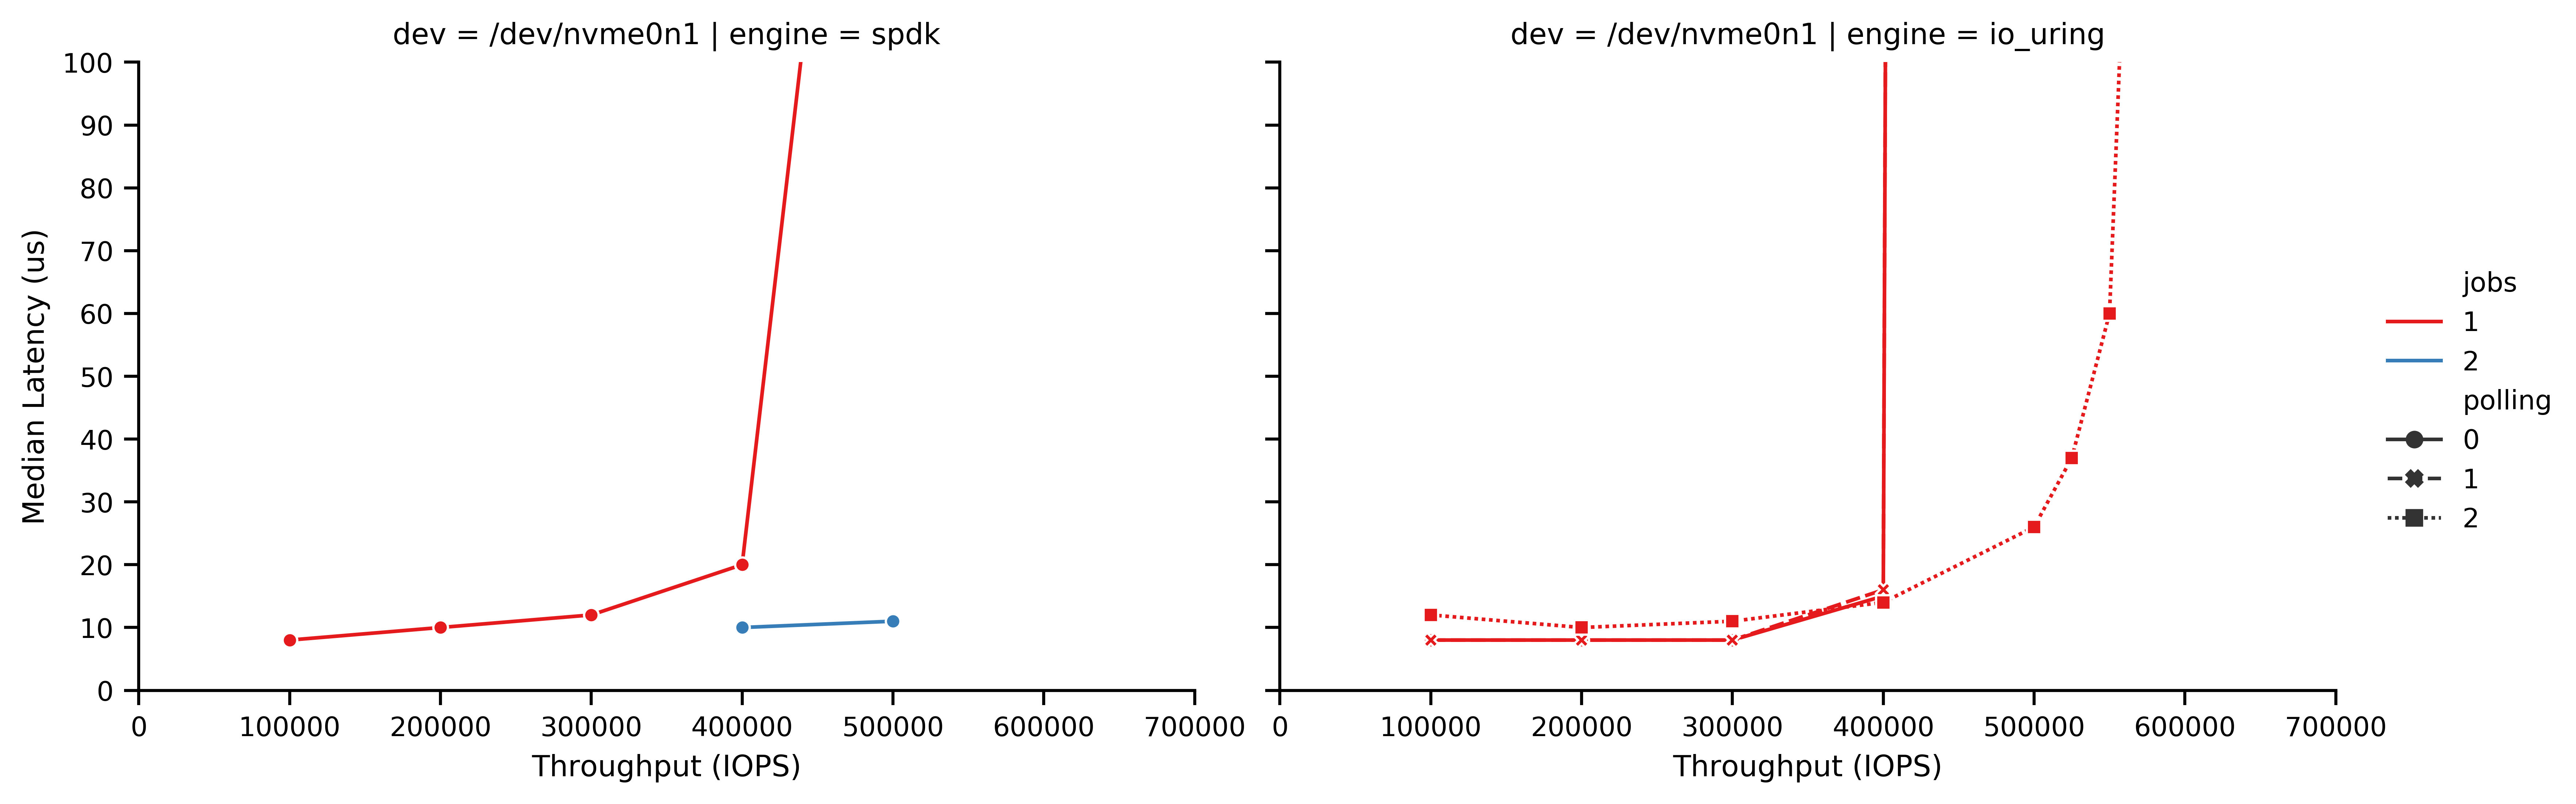 dev = /dev/nvme0n1 | engine = spdk
100
90
80
70
60
50
40
30
20
10
0
Median Latency (us)
0 100000 200000 300000 400000 500000 600000 700000
Throughput (IOPS)
dev = /dev/nvme0n1 | engine = io_uring
0 100000 200000 300000 400000 500000 600000 700000
Throughput (IOPS)
jobs
1
2
polling
0
1
2